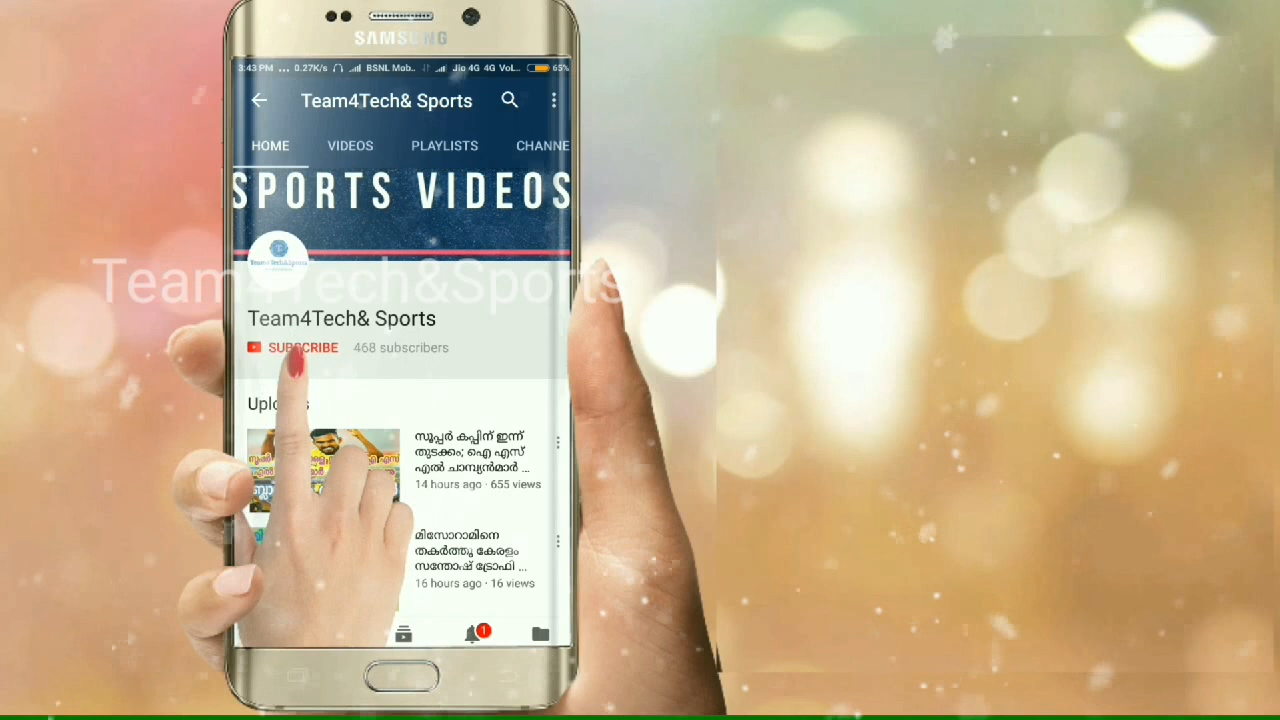 SAMSUNG
3:43 PM ... 0.27K/s BSNL Mob.. Jio 4G 4G VoL... 65%
Team4Tech& Sports
HOME VIDEOS PLAYLISTS CHANNE
SPORTS VIDEOS
Team4Tech&Sports
Team4Tech& Sports
SUBSCRIBE 468 subscribers
സൂപ്പർ കപ്പിന് ഇന്ന്
തുടക്കം; ഐ എസ്
എൽ ചാമ്പ്യൻമാർ ...
14 hours ago · 655 views
മിസോറാമിനെ
തകർത്തു കേരളം
സന്തോഷ് ട്രോഫി ...
16 hours ago · 16 views
1